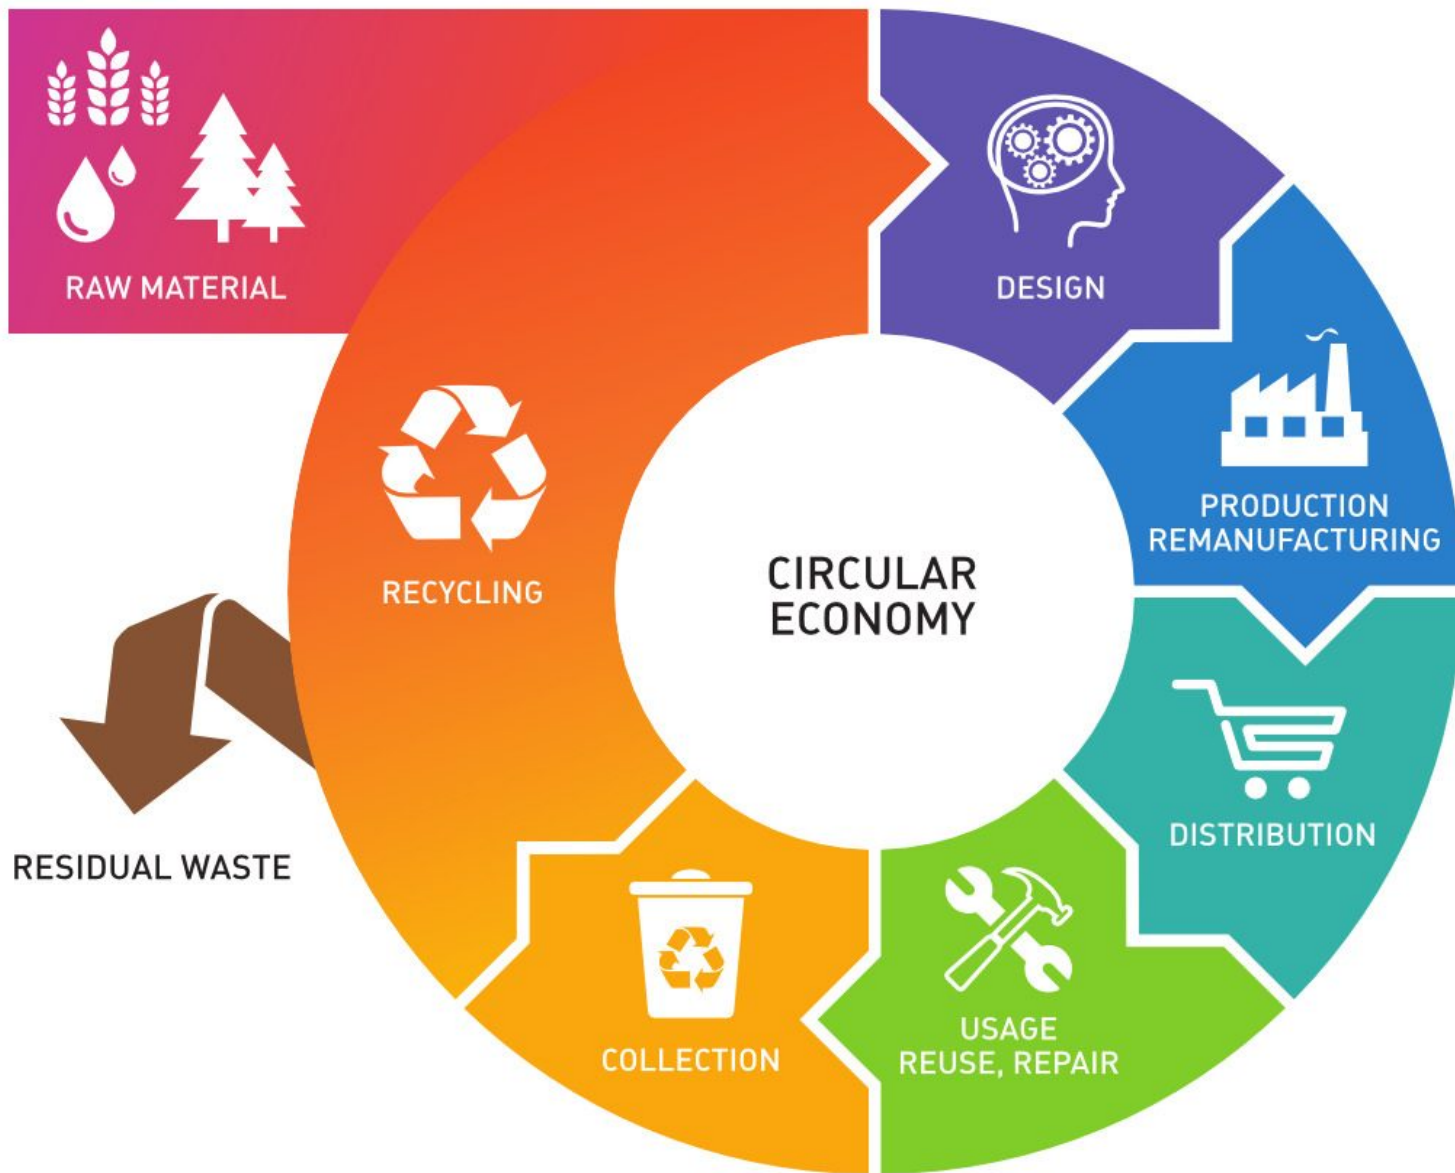 RAW MATERIAL
DESIGN
PRODUCTION
REMANUFACTURING
DISTRIBUTION
USAGE
REUSE, REPAIR
COLLECTION
RECYCLING
RESIDUAL WASTE
CIRCULAR
ECONOMY